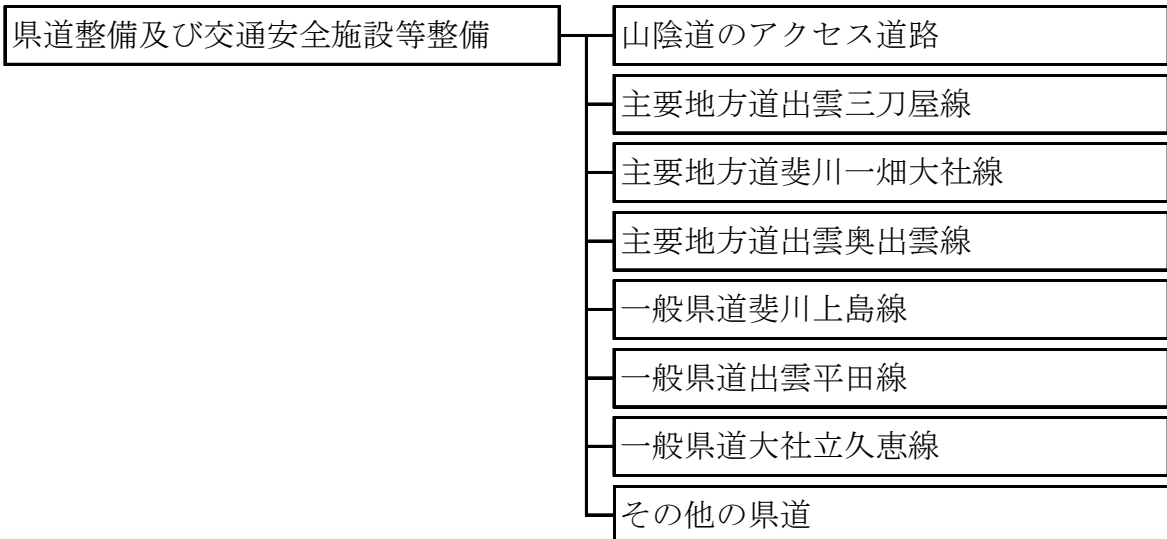 県道整備及び交通安全施設等整備
山陰道のアクセス道路
主要地方道出雲三刀屋線
主要地方道斐川一畑大社線
主要地方道出雲奥出雲線
一般県道斐川上島線
一般県道出雲平田線
一般県道大社立久恵線
その他の県道